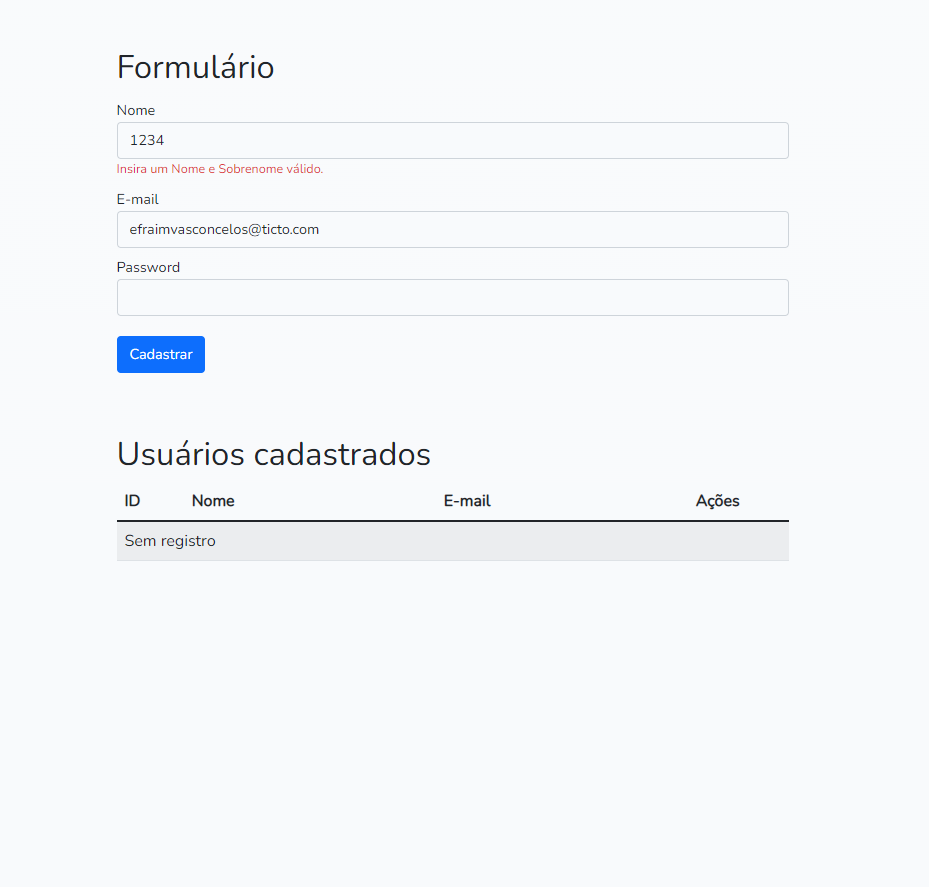 Formulário
Nome
1234
Insira um Nome e Sobrenome válido.
E-mail
efraimvasconcelos@ticto.com
Password
Cadastrar
Usuários cadastrados
ID Nome E-mail Ações
Sem registro